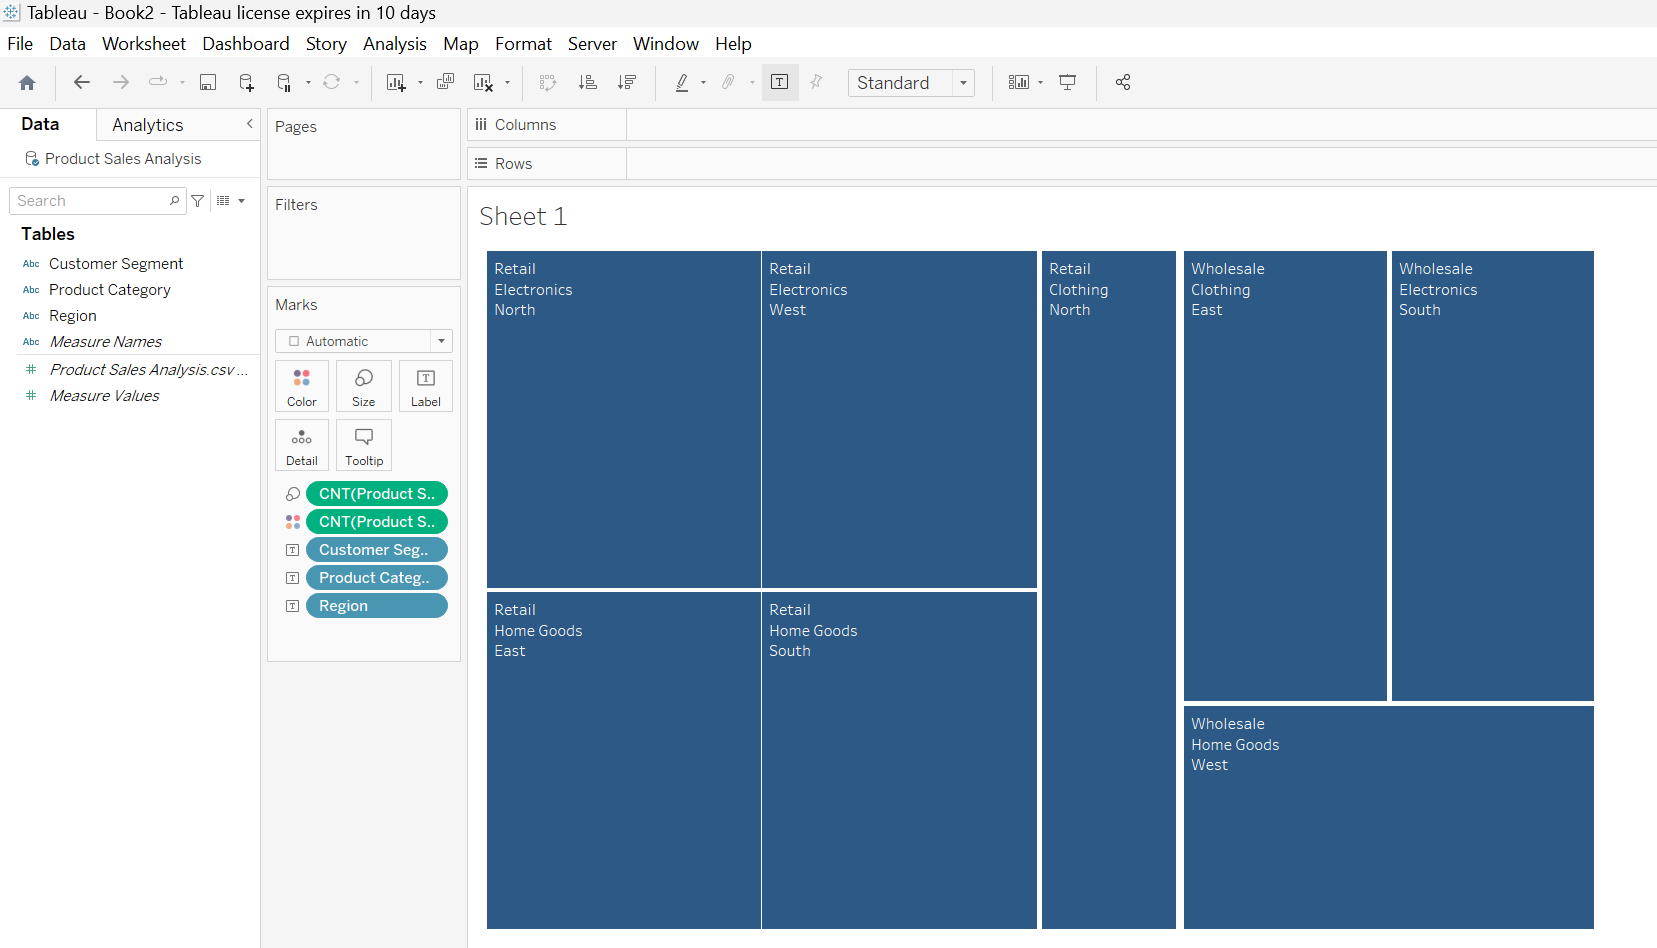 Tableau - Book2 - Tableau license expires in 10 days
File Data Worksheet Dashboard Story Analysis Map Format Server Window Help
Standard
Data
Analytics
Product Sales Analysis
Search
Tables
Abc Customer Segment
Abc Product Category
Abc Region
Abc Measure Names
# Product Sales Analysis.csv ...
# Measure Values
Pages
Filters
Marks
Automatic
Color
Size
T
Label
Detail
Tooltip
CNT(Product S..
CNT(Product S..
T Customer Seg..
T Product Categ..
T Region
Columns
Rows
Sheet 1
Retail
Electronics
North
Retail
Electronics
West
Retail
Clothing
North
Wholesale
Clothing
East
Wholesale
Electronics
South
Retail
Home Goods
East
Retail
Home Goods
South
Wholesale
Home Goods
West